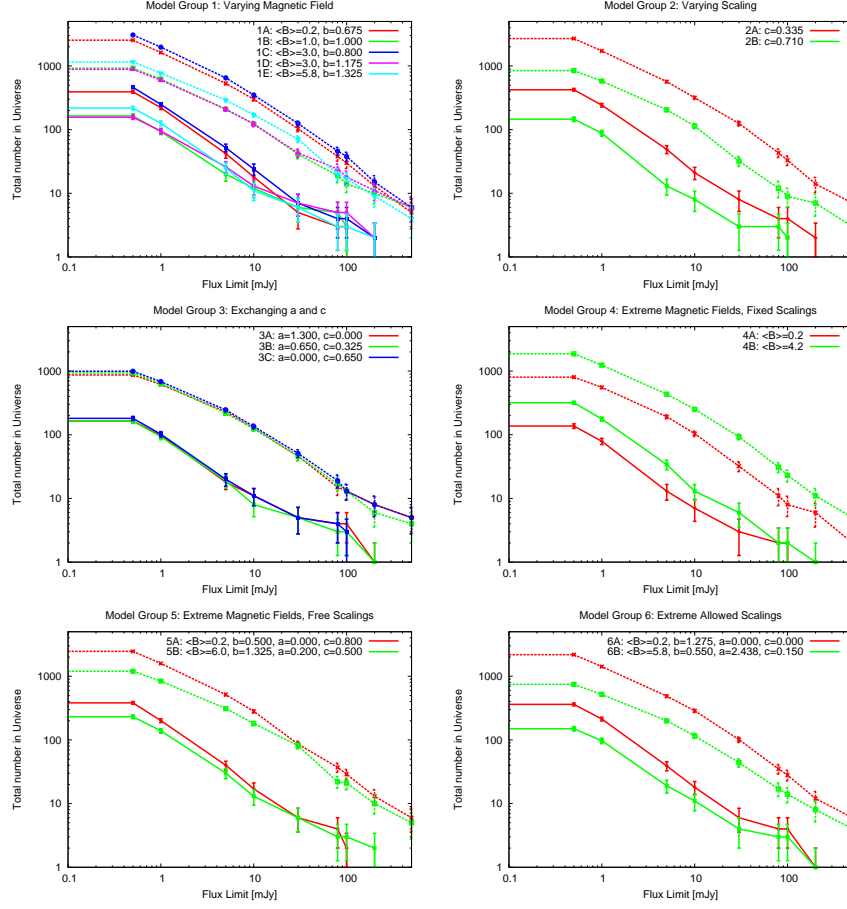 Model Group 1: Varying Magnetic Field
1A: <B>=0.2, b=0.675
1B: <B>=1.0, b=1.000
1C: <B>=3.0, b=0.800
1D: <B>=3.0, b=1.175
1E: <B>=5.8, b=1.325
Total number in Universe
1000
100
10
1
0.1
1
10
100
Flux Limit [mJy]
Model Group 2: Varying Scaling
2A: c=0.335
2B: c=0.710
Total number in Universe
1000
100
10
1
0.1
1
10
100
Flux Limit [mJy]
Model Group 3: Exchanging a and c
3A: a=1.300, c=0.000
3B: a=0.650, c=0.325
3C: a=0.000, c=0.650
Total number in Universe
1000
100
10
1
0.1
1
10
100
Flux Limit [mJy]
Model Group 4: Extreme Magnetic Fields, Fixed Scalings
4A: <B>=0.2
4B: <B>=4.2
Total number in Universe
1000
100
10
1
0.1
1
10
100
Flux Limit [mJy]
Model Group 5: Extreme Magnetic Fields, Free Scalings
5A: <B>=0.2, b=0.500, a=0.000, c=0.800
5B: <B>=6.0, b=1.325, a=0.200, c=0.500
Total number in Universe
1000
100
10
1
0.1
1
10
100
Flux Limit [mJy]
Model Group 6: Extreme Allowed Scalings
6A: <B>=0.2, b=1.275, a=0.000, c=0.000
6B: <B>=5.8, b=0.550, a=2.438, c=0.150
Total number in Universe
1000
100
10
1
0.1
1
10
100
Flux Limit [mJy]